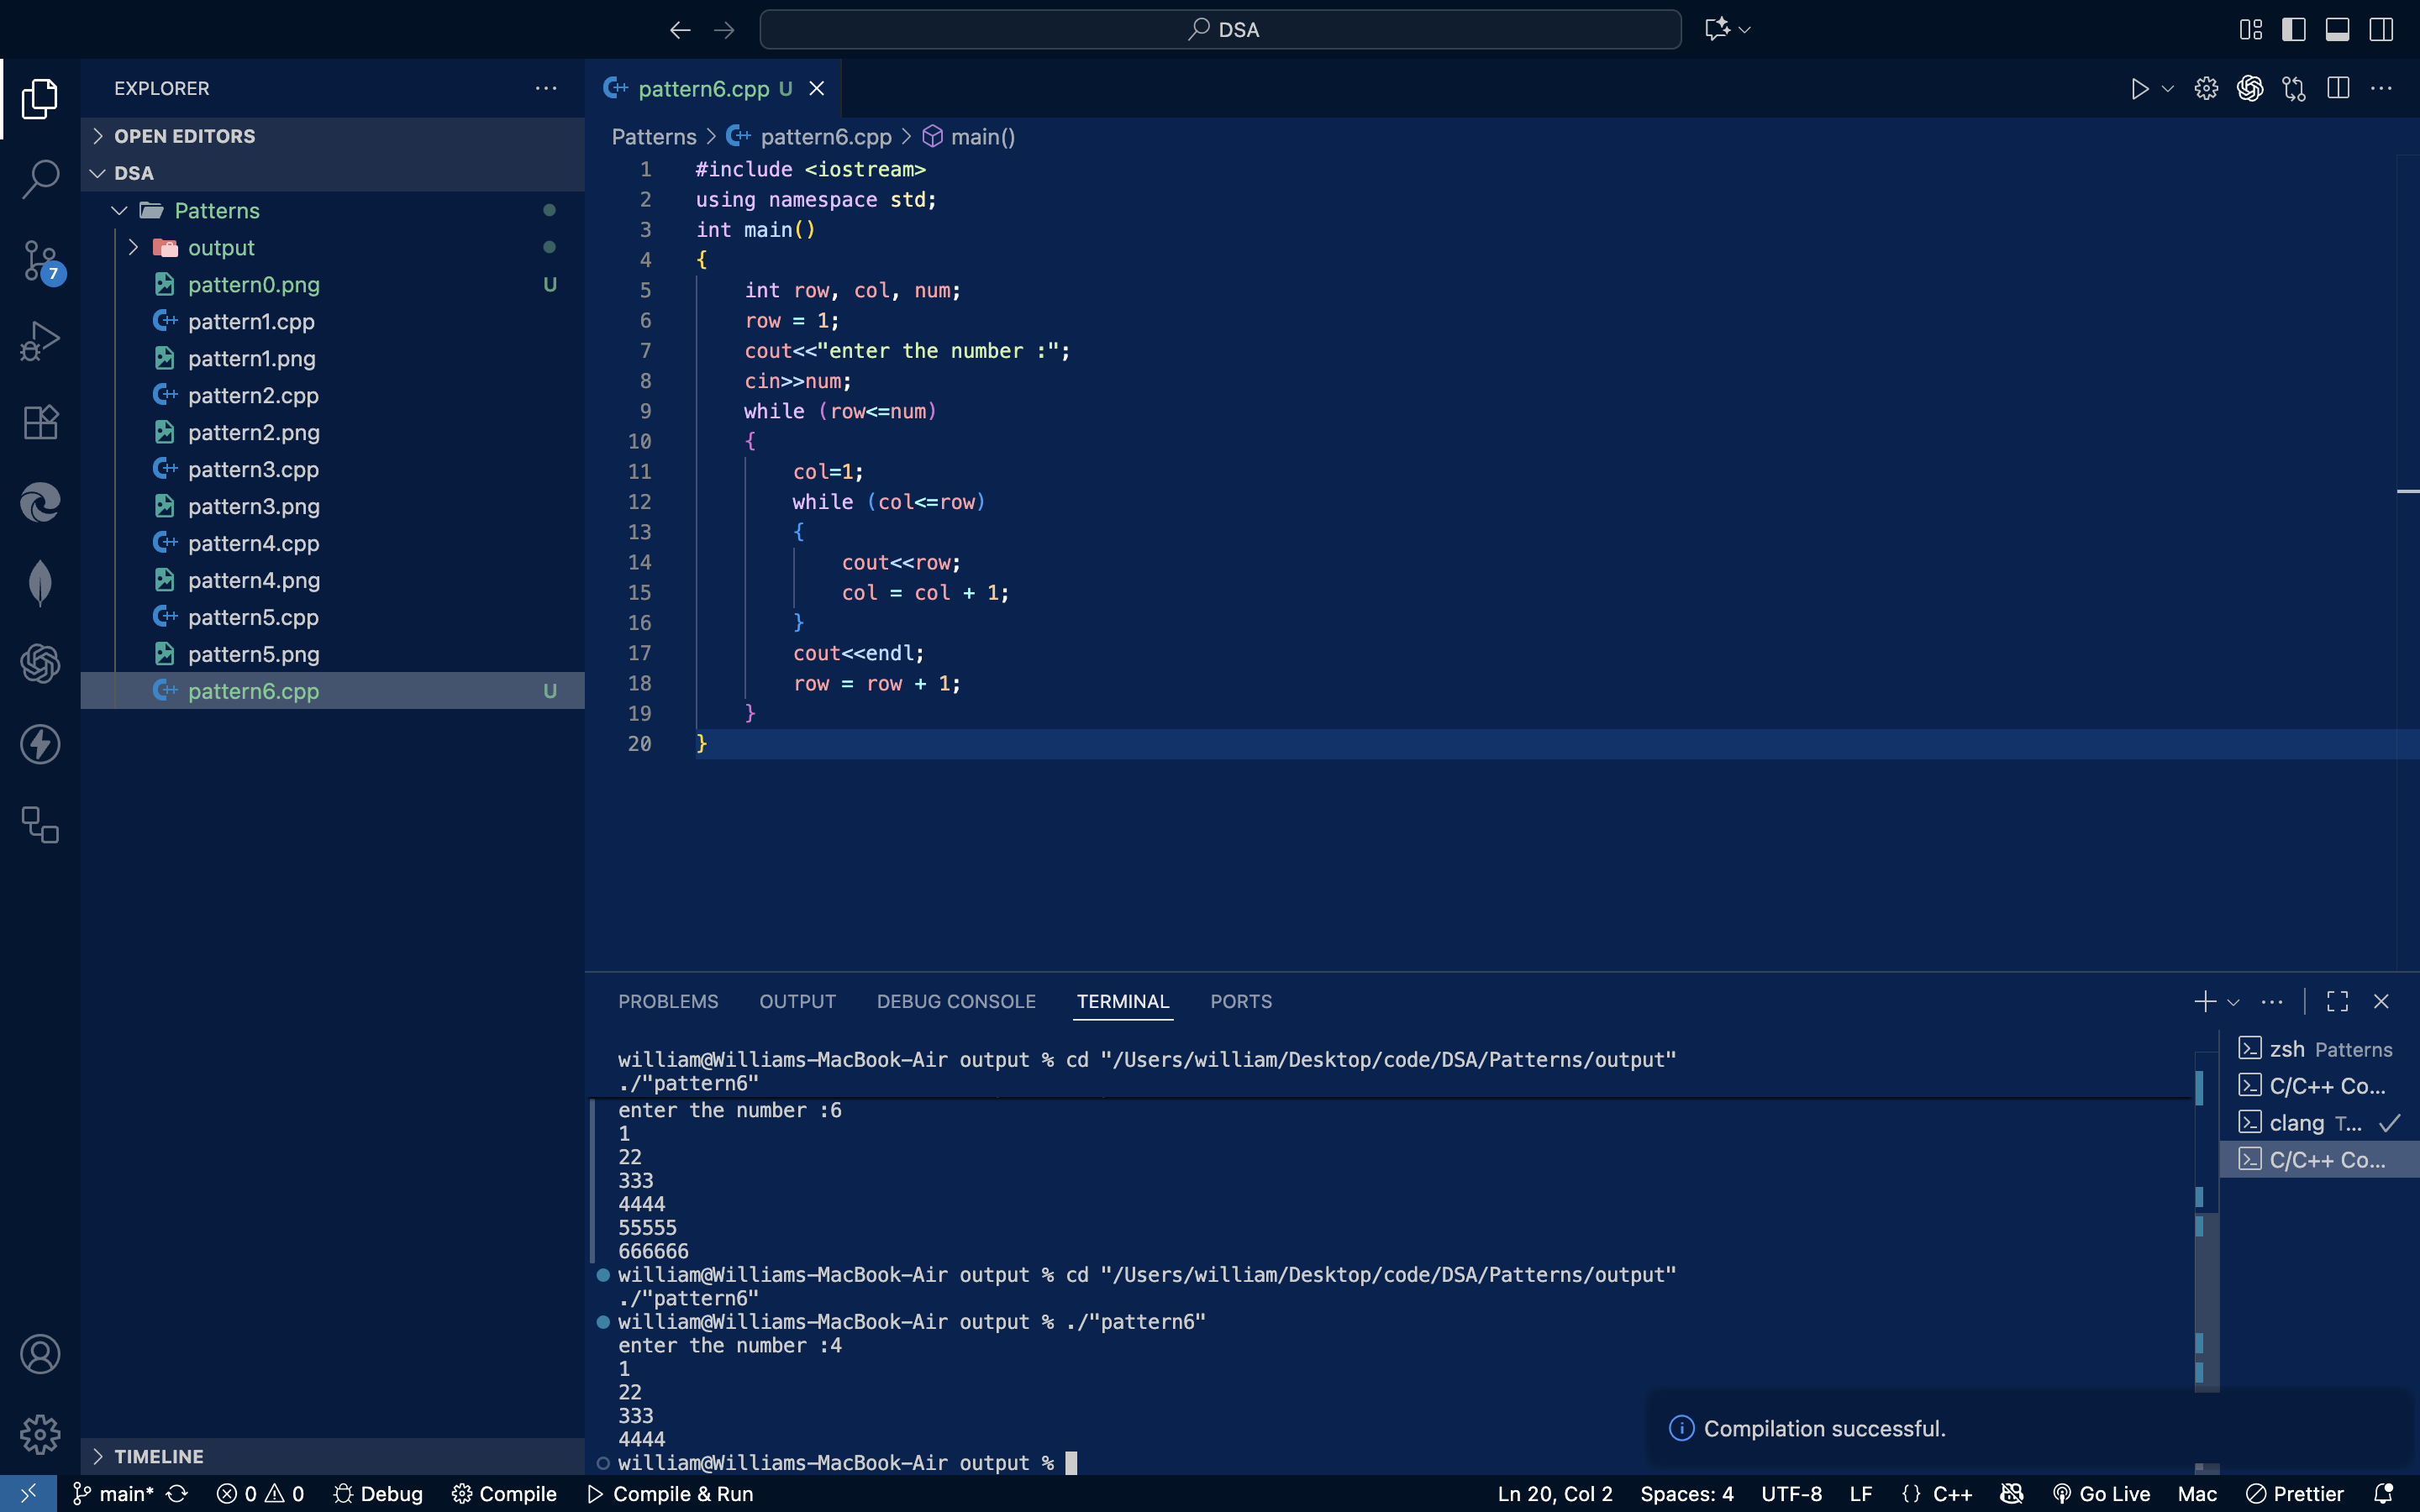 DSA
EXPLORER
OPEN EDITORS
DSA
Patterns
output
pattern0.png U
pattern1.cpp
pattern1.png
pattern2.cpp
pattern2.png
pattern3.cpp
pattern3.png
pattern4.cpp
pattern4.png
pattern5.cpp
pattern5.png
pattern6.cpp U
TIMELINE
7
pattern6.cpp U
Patterns > pattern6.cpp > main()
1 #include <iostream>
2 using namespace std;
3 int main()
4 {
5 int row, col, num;
6 row = 1;
7 cout<<"enter the number :";
8 cin>>num;
9 while (row<=num)
10 {
11 col=1;
12 while (col<=row)
13 {
14 cout<<row;
15 col = col + 1;
16 }
17 cout<<endl;
18 row = row + 1;
19 }
20 }
PROBLEMS OUTPUT DEBUG CONSOLE TERMINAL PORTS
william@Williams-MacBook-Air output % cd "/Users/william/Desktop/code/DSA/Patterns/output"
./"pattern6"
enter the number :6
1
22
333
4444
55555
666666
william@Williams-MacBook-Air output % cd "/Users/william/Desktop/code/DSA/Patterns/output"
./"pattern6"
william@Williams-MacBook-Air output % ./"pattern6"
enter the number :4
1
22
333
4444
william@Williams-MacBook-Air output %
zsh Patterns
C/C++ Co...
clang T...
C/C++ Co...
Compilation successful.
main* 0 0 Debug Compile Compile & Run Ln 20, Col 2 Spaces: 4 UTF-8 LF {} C++ Go Live Mac Prettier